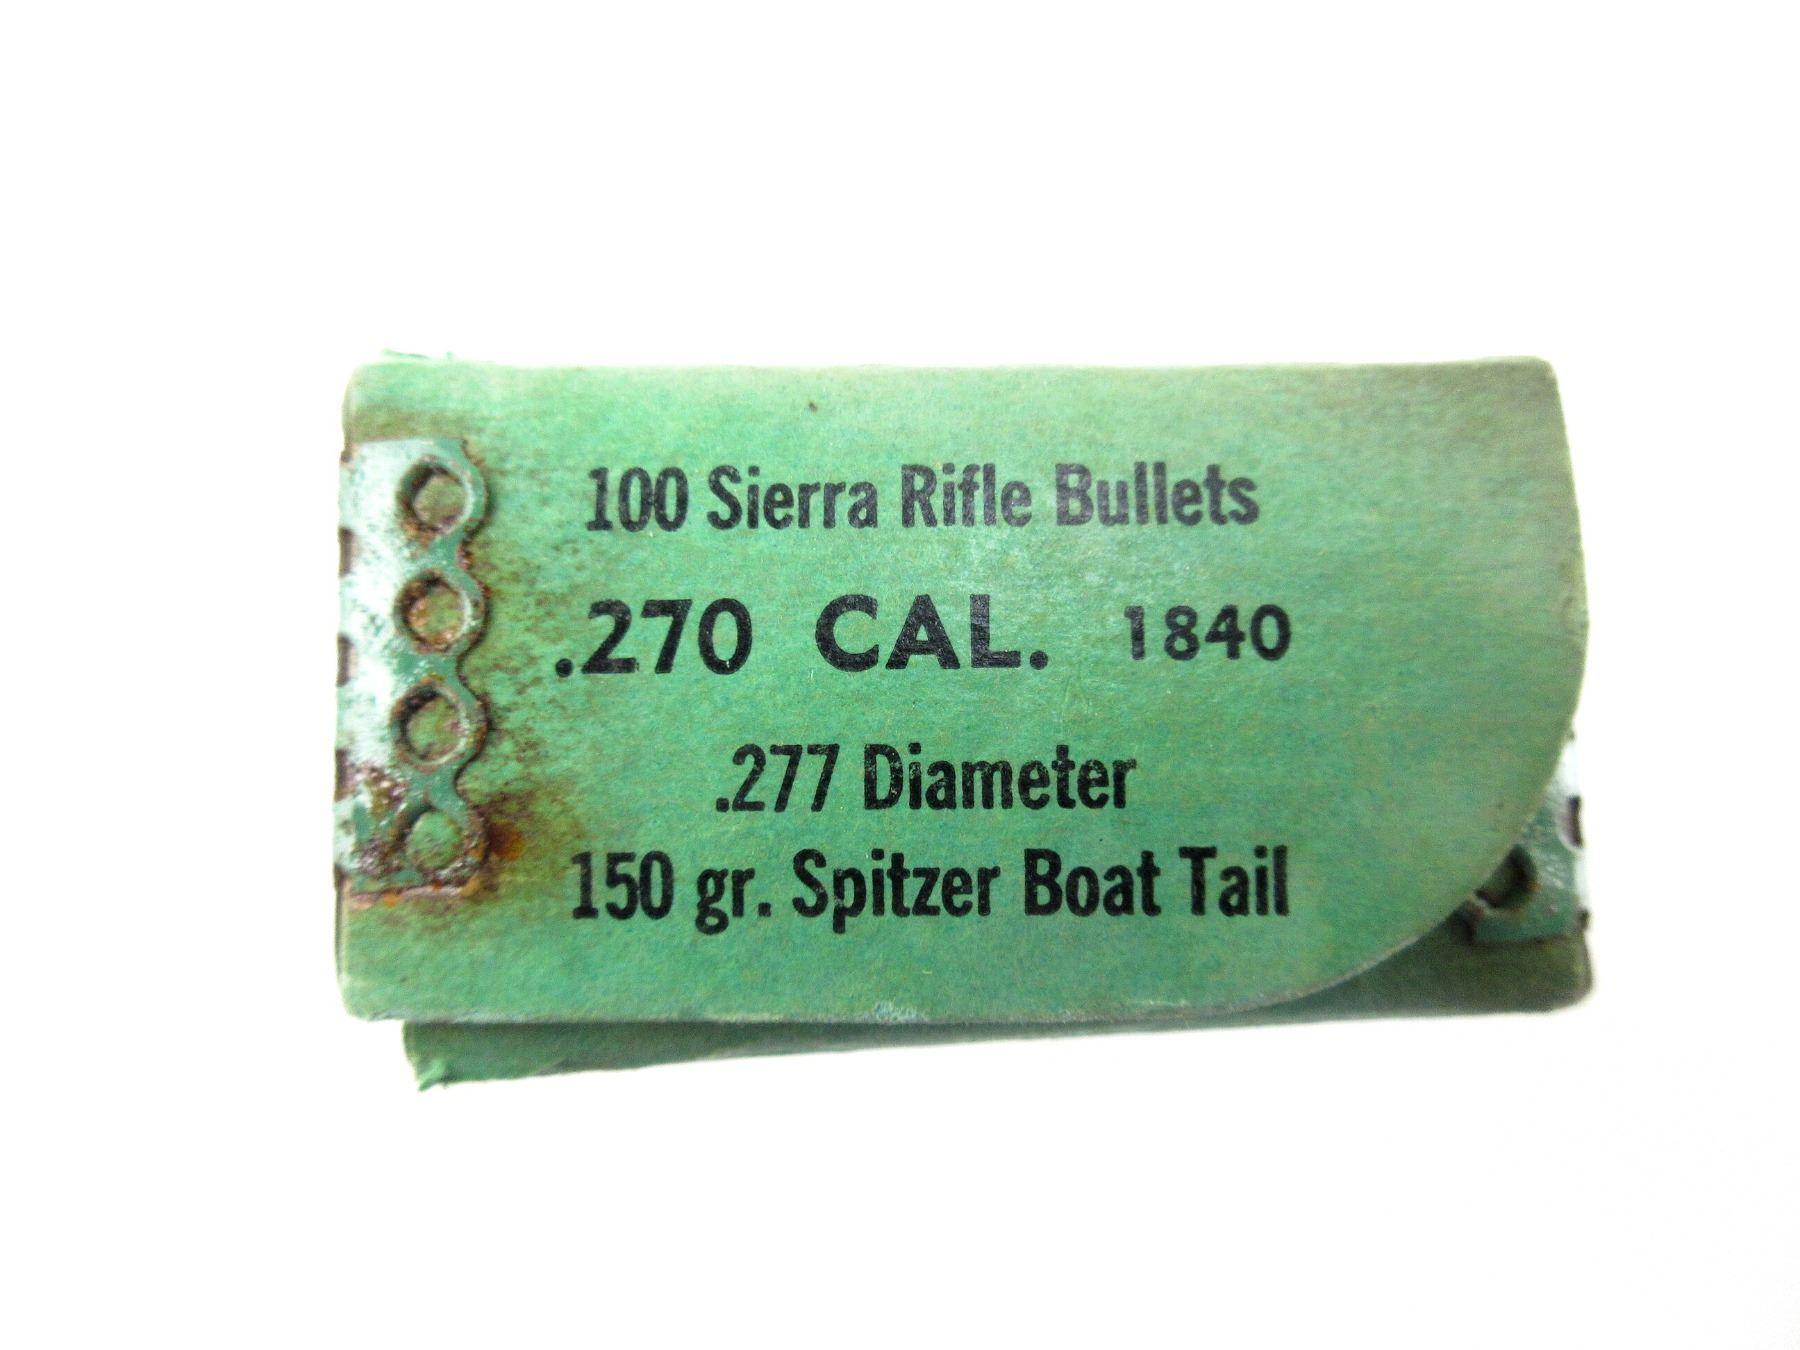 100 Sierra Rifle Bullets
.270 CAL. 1840
.277 Diameter
150 gr. Spitzer Boat Tail